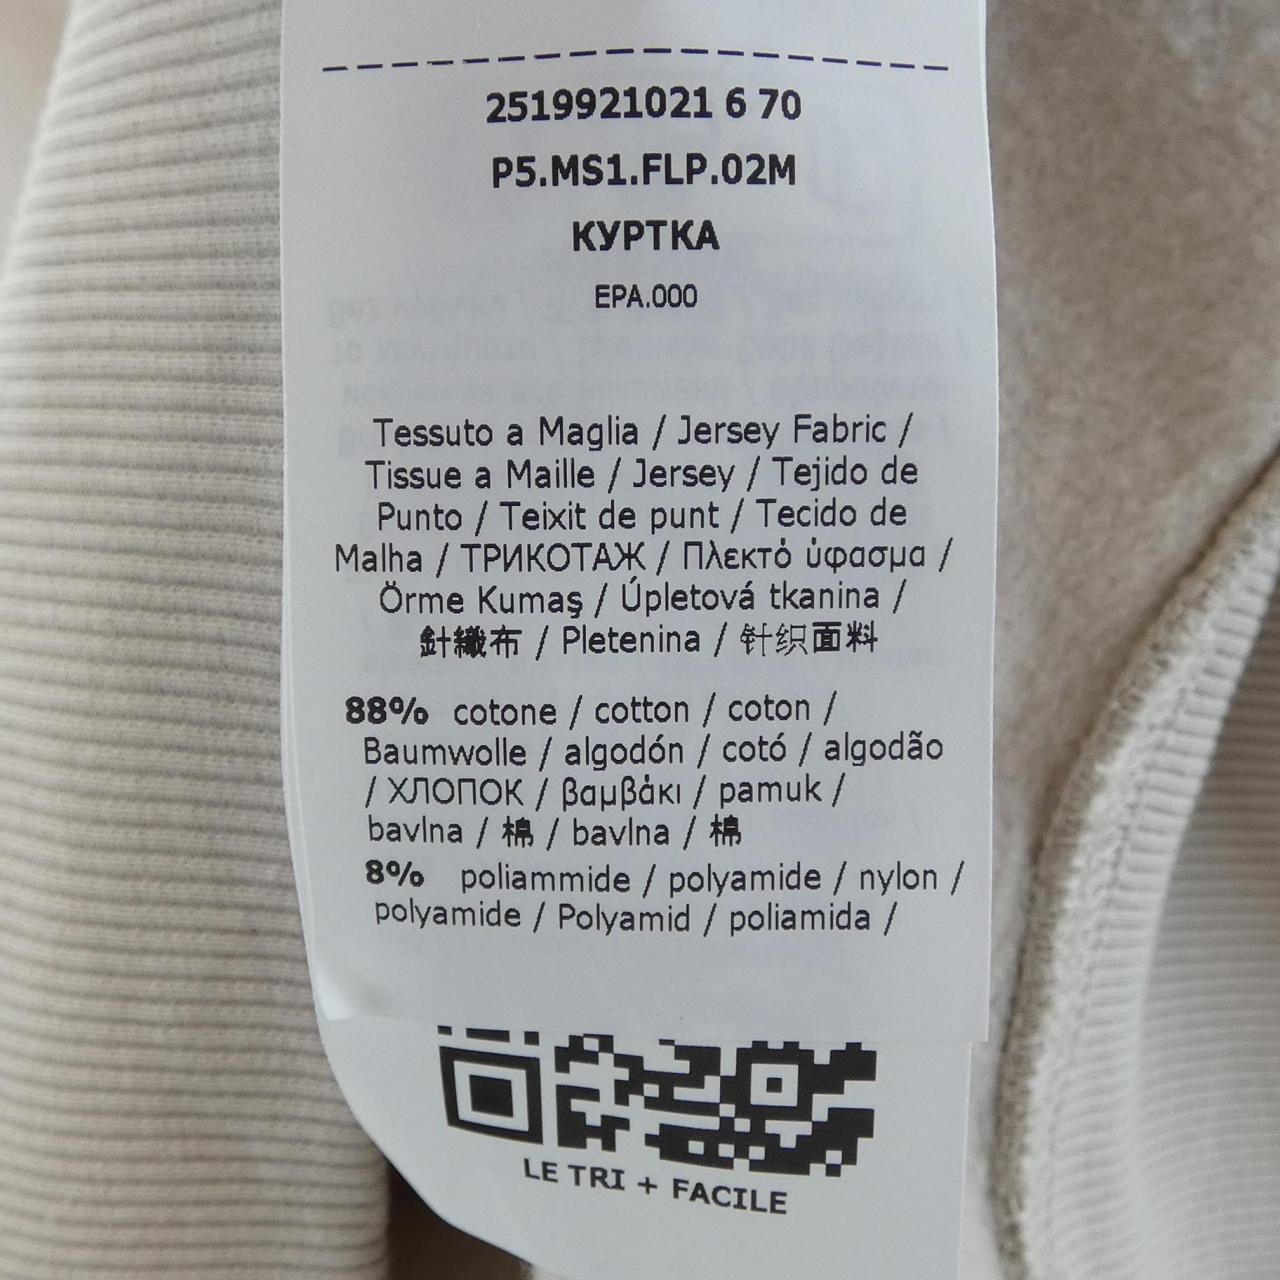 2519921021 6 70
P5.MS1.FLP.02M
КУРТКА
EPA.000
Tessuto a Maglia / Jersey Fabric /
Tissue a Maille / Jersey / Tejido de
Punto / Teixit de punt / Tecido de
Malha / ТРИКОТАЖ / Πλεκτό ύφασμα /
Örme Kumaş / Úpletová tkanina /
針織布 / Pletenina / 针织面料
88% cotone / cotton / coton /
Baumwolle / algodón / cotó / algodão
/ ХЛОПОК / βαμβάκι / pamuk /
bavlna / 棉 / bavlna / 棉
8% poliammide / polyamide / nylon /
polyamide / Polyamid / poliamida /
LE TRI + FACILE